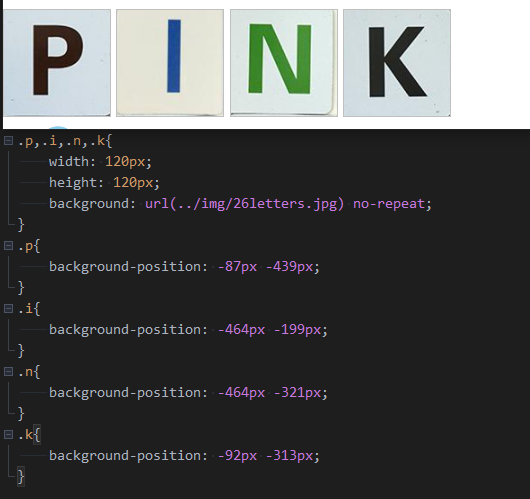 P I N K
.p,.i,.n,.k{
width: 120px;
height: 120px;
background: url(../img/26letters.jpg) no-repeat;
}
.p{
background-position: -87px -439px;
}
.i{
background-position: -464px -199px;
}
.n{
background-position: -464px -321px;
}
.k{
background-position: -92px -313px;
}